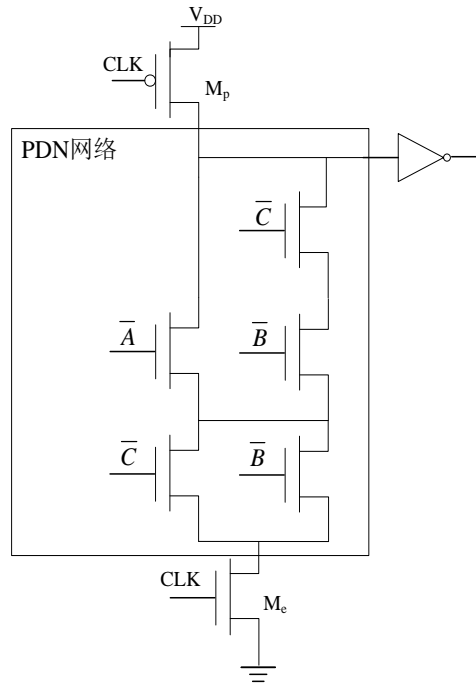 V_DD
CLK
M_p
PDN网络
C̅
A̅
B̅
C̅
B̅
CLK
M_e